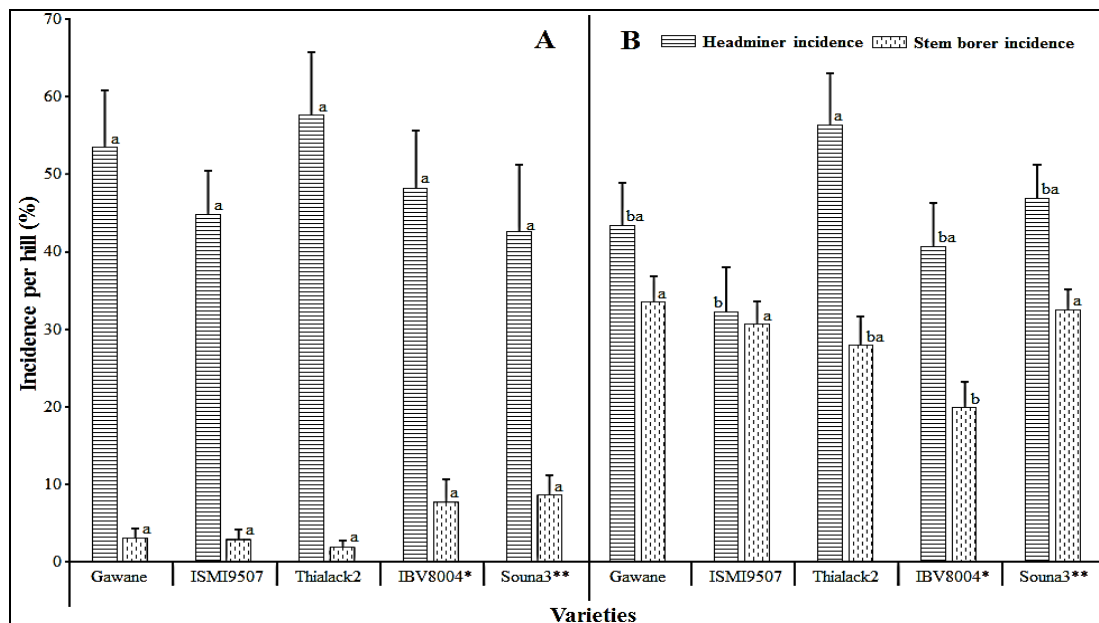 70
60
50
40
30
20
10
0
Incidence per hill (%)
A
B
Headminer incidence
Stem borer incidence
a a a a a a a a a a
ba a b a a ba ba b ba a
Gawane ISMI9507 Thialack2 IBV8004* Souna3** Gawane ISMI9507 Thialack2 IBV8004* Souna3**
Varieties